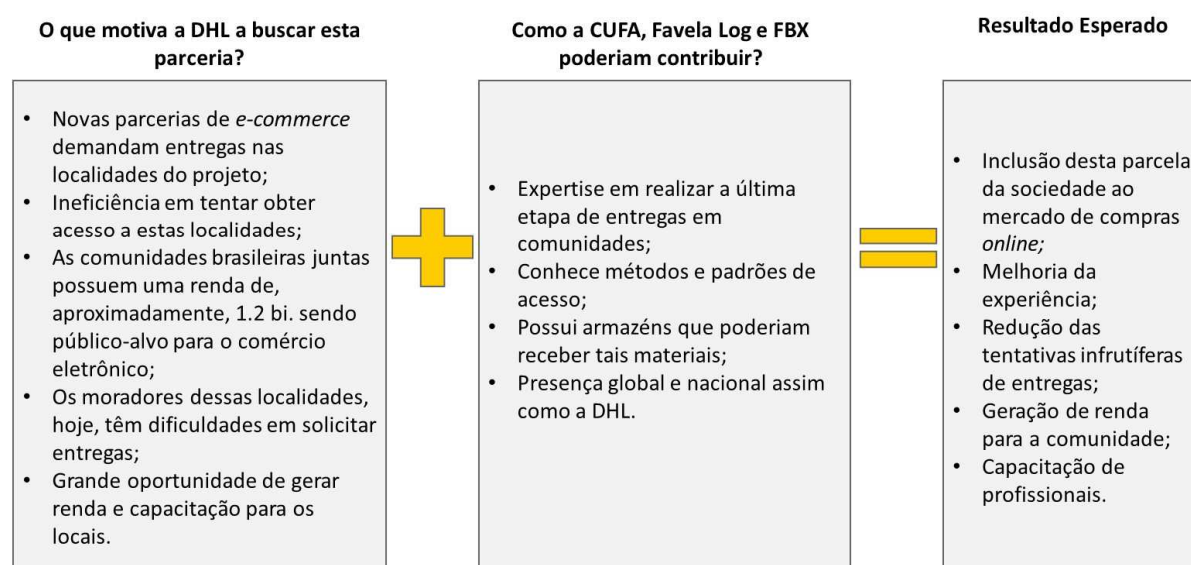 O que motiva a DHL a buscar esta
parceria?
• Novas parcerias de e-commerce
demandam entregas nas
localidades do projeto;
• Ineficiência em tentar obter
acesso a estas localidades;
• As comunidades brasileiras juntas
possuem uma renda de,
aproximadamente, 1.2 bi. sendo
público-alvo para o comércio
eletrônico;
• Os moradores dessas localidades,
hoje, têm dificuldades em solicitar
entregas;
• Grande oportunidade de gerar
renda e capacitação para os
locais.
Como a CUFA, Favela Log e FBX
poderiam contribuir?
• Expertise em realizar a última
etapa de entregas em
comunidades;
• Conhece métodos e padrões de
acesso;
• Possui armazéns que poderiam
receber tais materiais;
• Presença global e nacional assim
como a DHL.
Resultado Esperado
• Inclusão desta parcela
da sociedade ao
mercado de compras
online;
• Melhoria da
experiência;
• Redução das
tentativas infrutíferas
de entregas;
• Geração de renda
para a comunidade;
• Capacitação de
profissionais.